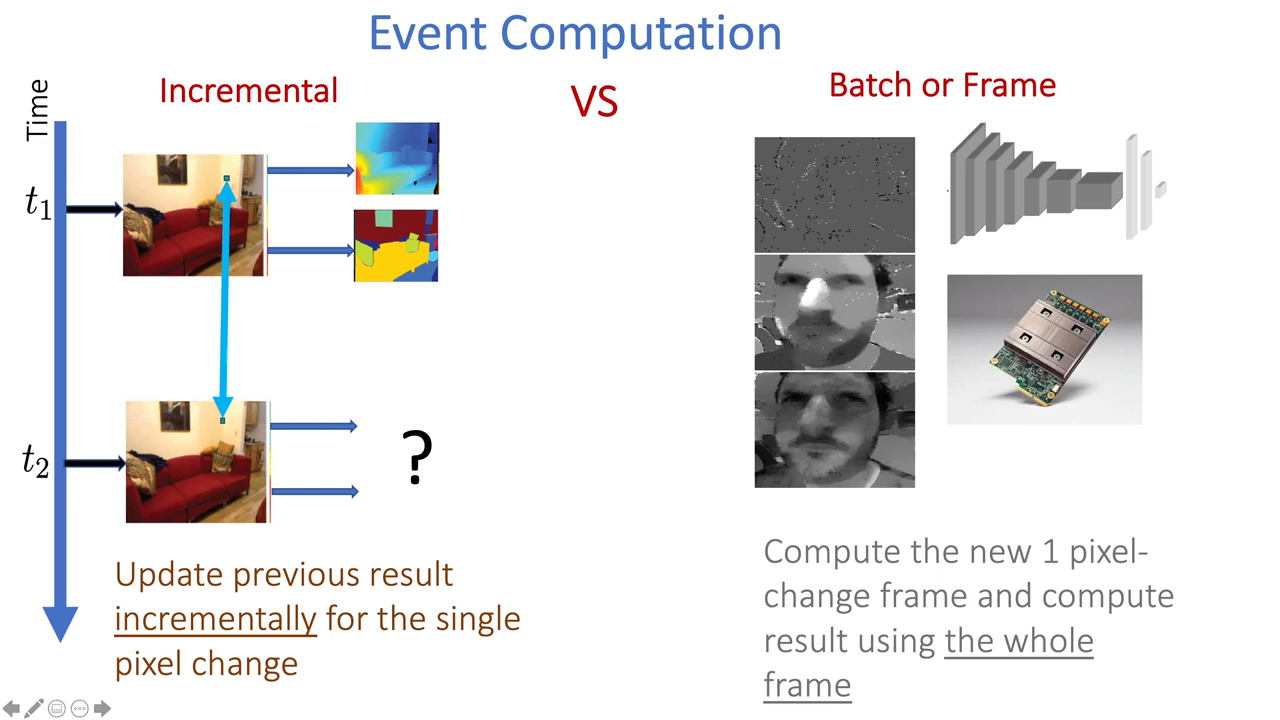 Event Computation
Incremental
VS
Batch or Frame
Time
t1
t2
?
Update previous result
incrementally for the single
pixel change
Compute the new 1 pixel-
change frame and compute
result using the whole
frame